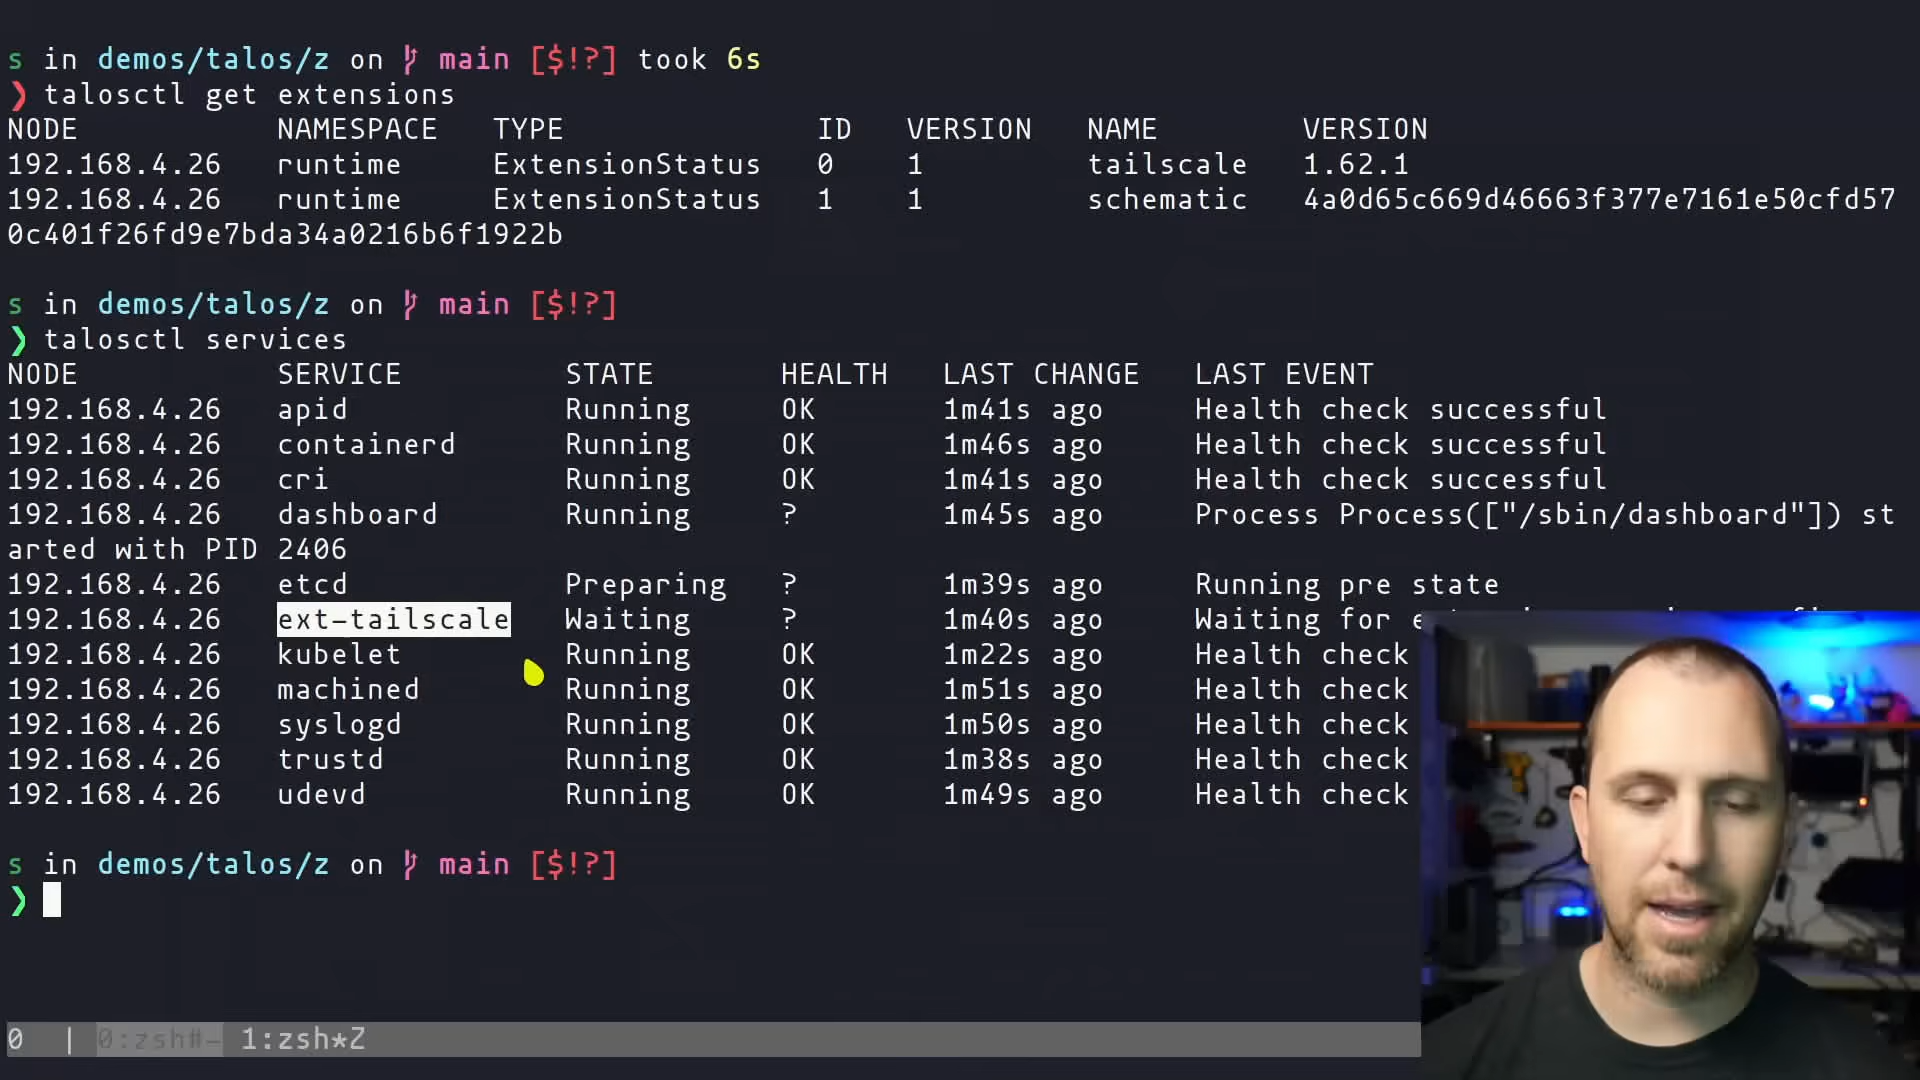 s in demos/talos/z on main [$!?] took 6s
❯ talosctl get extensions
NODE NAMESPACE TYPE ID VERSION NAME VERSION
192.168.4.26 runtime ExtensionStatus 0 1 tailscale 1.62.1
192.168.4.26 runtime ExtensionStatus 1 1 schematic 4a0d65c669d46663f377e7161e50cfd57
0c401f26fd9e7bda34a0216b6f1922b
s in demos/talos/z on main [$!?]
❯ talosctl services
NODE SERVICE STATE HEALTH LAST CHANGE LAST EVENT
192.168.4.26 apid Running OK 1m41s ago Health check successful
192.168.4.26 containerd Running OK 1m46s ago Health check successful
192.168.4.26 cri Running OK 1m41s ago Health check successful
192.168.4.26 dashboard Running ? 1m45s ago Process Process(["/sbin/dashboard"]) st
arted with PID 2406
192.168.4.26 etcd Preparing ? 1m39s ago Running pre state
192.168.4.26 ext-tailscale Waiting ? 1m40s ago Waiting for
192.168.4.26 kubelet Running OK 1m22s ago Health check
192.168.4.26 machined Running OK 1m51s ago Health check
192.168.4.26 syslogd Running OK 1m50s ago Health check
192.168.4.26 trustd Running OK 1m38s ago Health check
192.168.4.26 udevd Running OK 1m49s ago Health check
s in demos/talos/z on main [$!?]
❯
0 | 0:zsh#- 1:zsh*Z